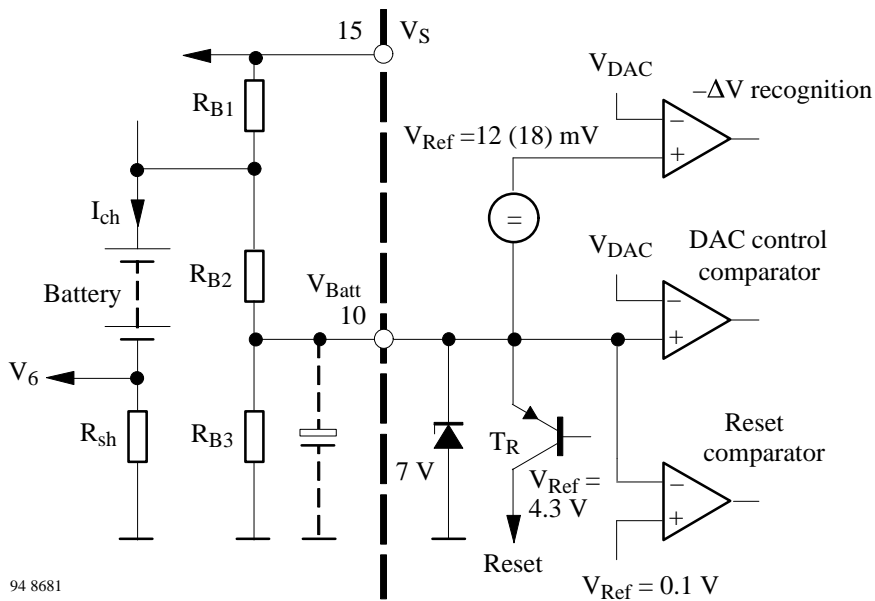 15
V_S
V_DAC
−ΔV recognition
R_B1
V_Ref =12 (18) mV
−
+
I_ch
=
V_DAC
DAC control
comparator
R_B2
Battery
V_Batt
10
−
+
V_6
R_sh
R_B3
7 V
T_R
V_Ref =
4.3 V
Reset
comparator
−
+
Reset
V_Ref = 0.1 V
94 8681